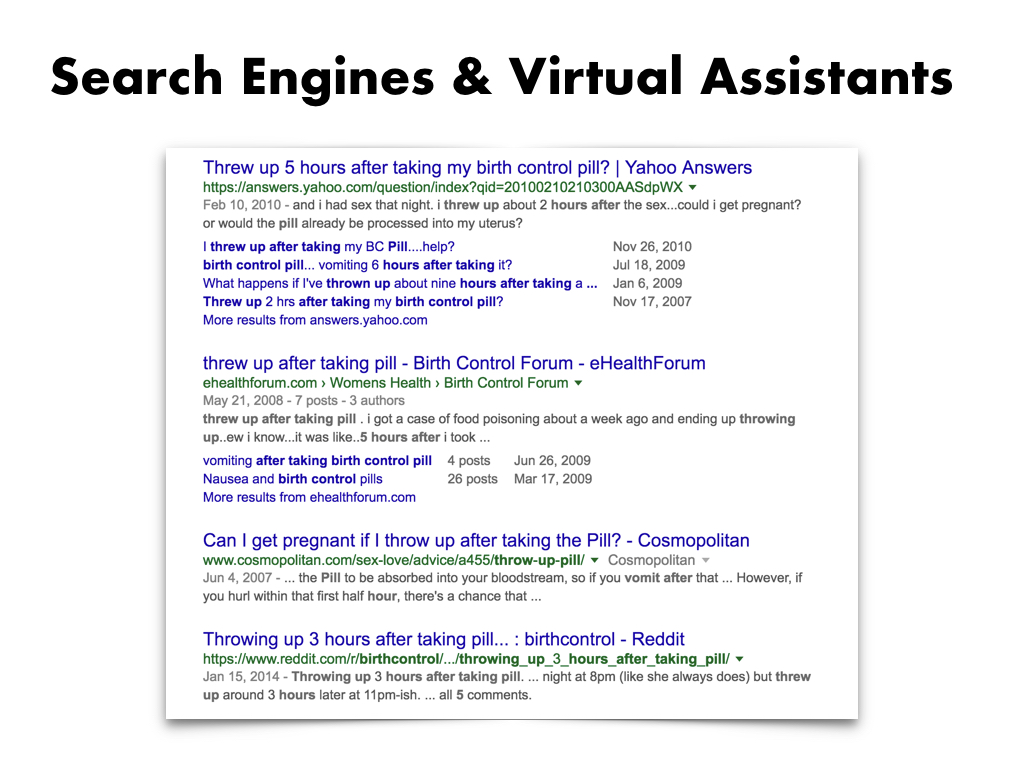 Search Engines & Virtual Assistants
Threw up 5 hours after taking my birth control pill? | Yahoo Answers
https://answers.yahoo.com/question/index?qid=20100210210300AASdpWX
Feb 10, 2010 - and i had sex that night. i threw up about 2 hours after the sex...could i get pregnant?
or would the pill already be processed into my uterus?
I threw up after taking my BC Pill....help? Nov 26, 2010
birth control pill... vomiting 6 hours after taking it? Jul 18, 2009
What happens if I've thrown up about nine hours after taking a ... Jan 6, 2009
Threw up 2 hrs after taking my birth control pill? Nov 17, 2007
More results from answers.yahoo.com
threw up after taking pill - Birth Control Forum - eHealthForum
ehealthforum.com › Womens Health › Birth Control Forum
May 21, 2008 - 7 posts - 3 authors
threw up after taking pill . i got a case of food poisoning about a week ago and ending up throwing
up..ew i know...it was like..5 hours after i took ...
vomiting after taking birth control pill 4 posts Jun 26, 2009
Nausea and birth control pills 26 posts Mar 17, 2009
More results from ehealthforum.com
Can I get pregnant if I throw up after taking the Pill? - Cosmopolitan
www.cosmopolitan.com/sex-love/advice/a455/throw-up-pill/ Cosmopolitan
Jun 4, 2007 - ... the Pill to be absorbed into your bloodstream, so if you vomit after that ... However, if
you hurl within that first half hour, there's a chance that ...
Throwing up 3 hours after taking pill... : birthcontrol - Reddit
https://www.reddit.com/r/birthcontrol/.../throwing_up_3_hours_after_taking_pill/
Jan 15, 2014 - Throwing up 3 hours after taking pill. ... night at 8pm (like she always does) but threw
up around 3 hours later at 11pm-ish. ... all 5 comments.